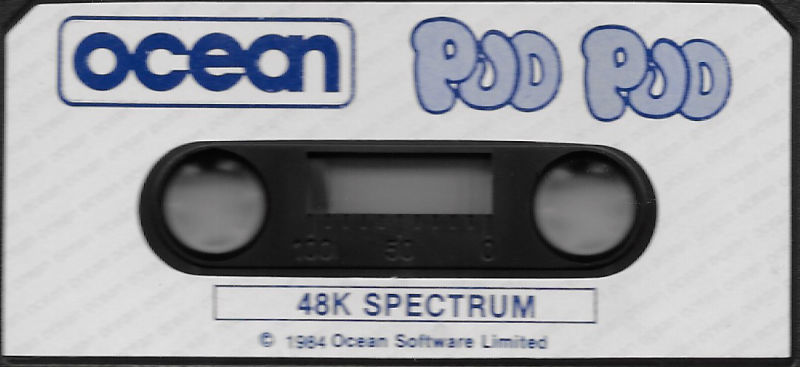 ocean PUD PUD
100 50 0
48K SPECTRUM
© 1984 Ocean Software Limited